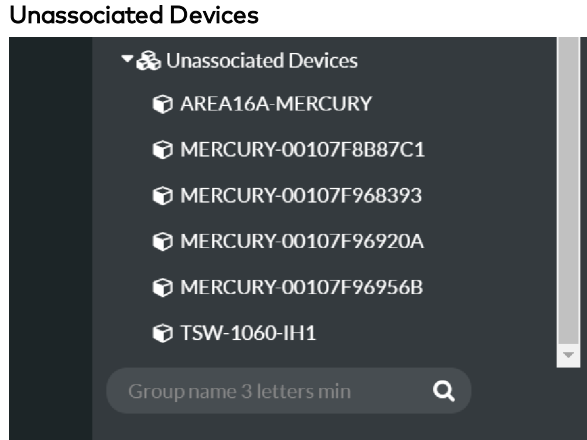 Unassociated Devices
Unassociated Devices
AREA16A-MERCURY
MERCURY-00107F8B87C1
MERCURY-00107F968393
MERCURY-00107F96920A
MERCURY-00107F96956B
TSW-1060-IH1
Group name 3 letters min